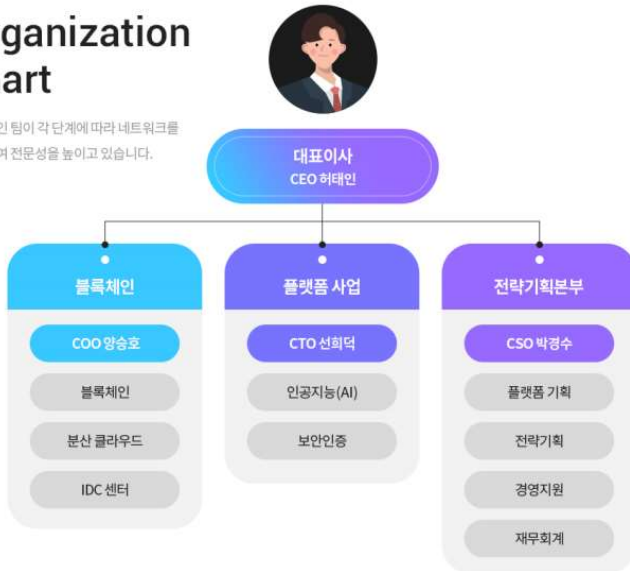 ganization
art
인 팀이 각 단계에 따라 네트워크를
여 전문성을 높이고 있습니다.
대표이사
CEO 허태인
블록체인
COO 양승호
블록체인
분산 클라우드
IDC 센터
플랫폼 사업
CTO 선희덕
인공지능(AI)
보안인증
전략기획본부
CSO 박경수
플랫폼 기획
전략기획
경영지원
재무회계